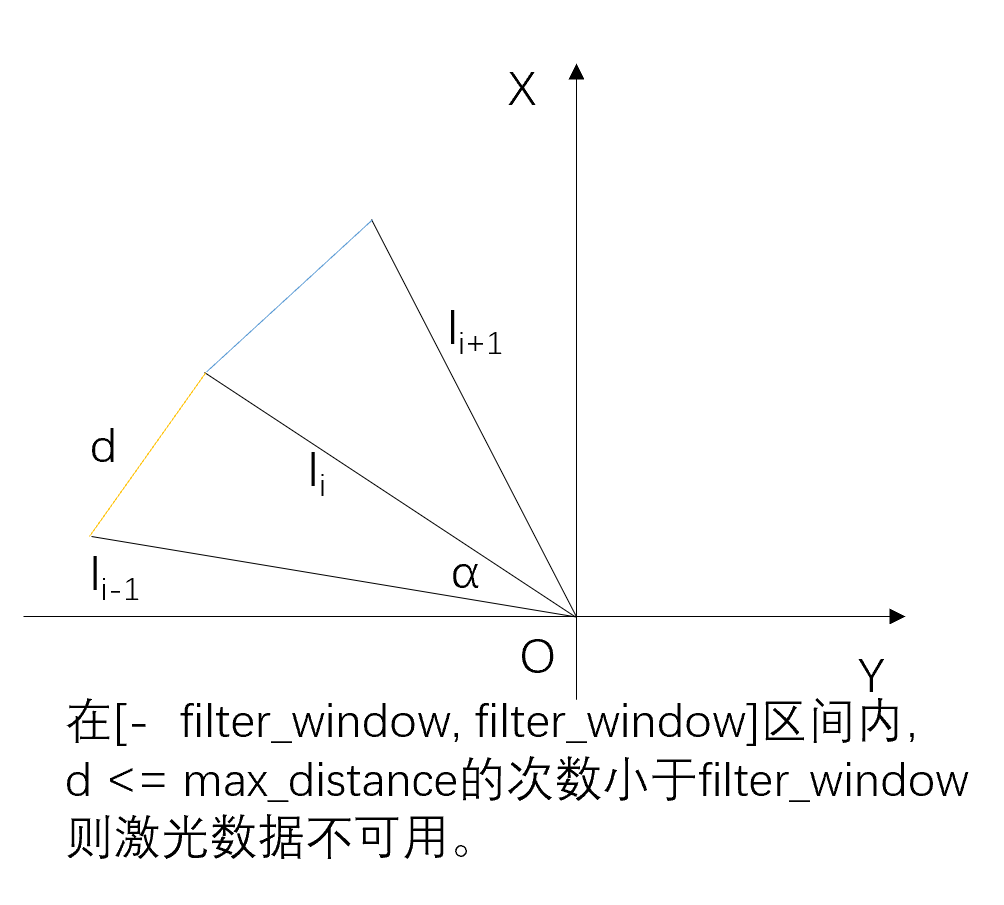 X
l_{i+1}
d
l_i
l_{i-1}
α
O
Y
在[- filter_window, filter_window]区间内,
d <= max_distance的次数小于filter_window
则激光数据不可用。